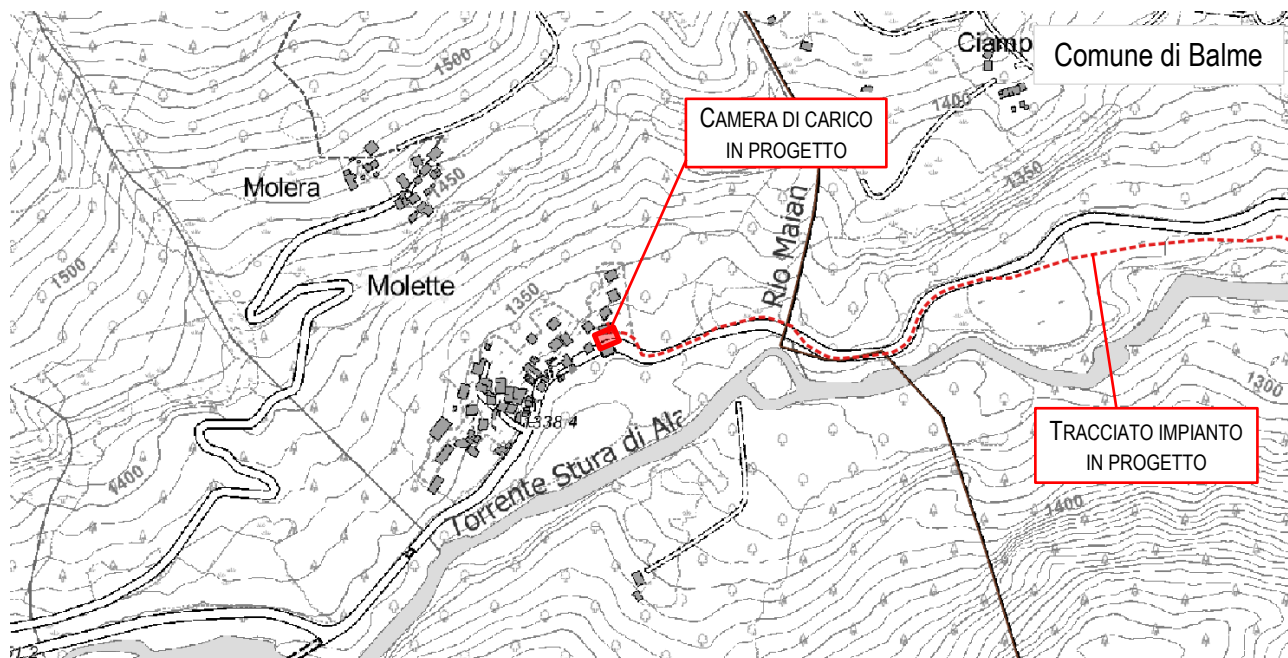 Ciamp
Comune di Balme
1500
1400
CAMERA DI CARICO
IN PROGETTO
Molera
1450
1350
Rio Maian
1500
Molette
1350
1300
1338 4
TRACCIATO IMPIANTO
IN PROGETTO
Torrente Stura di Ala
1400
1400